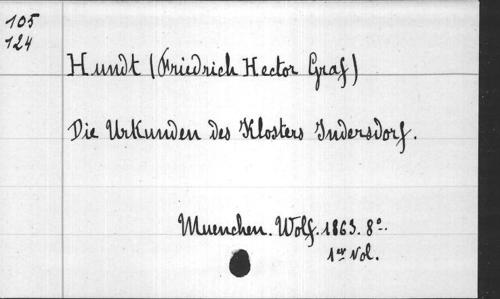 105
124
Hundt (Friedrich Hector Graf)
Die Urkunden des Klosters Indersdorf.
Muenchen. Wolf. 1863. 8°.
1er Vol.